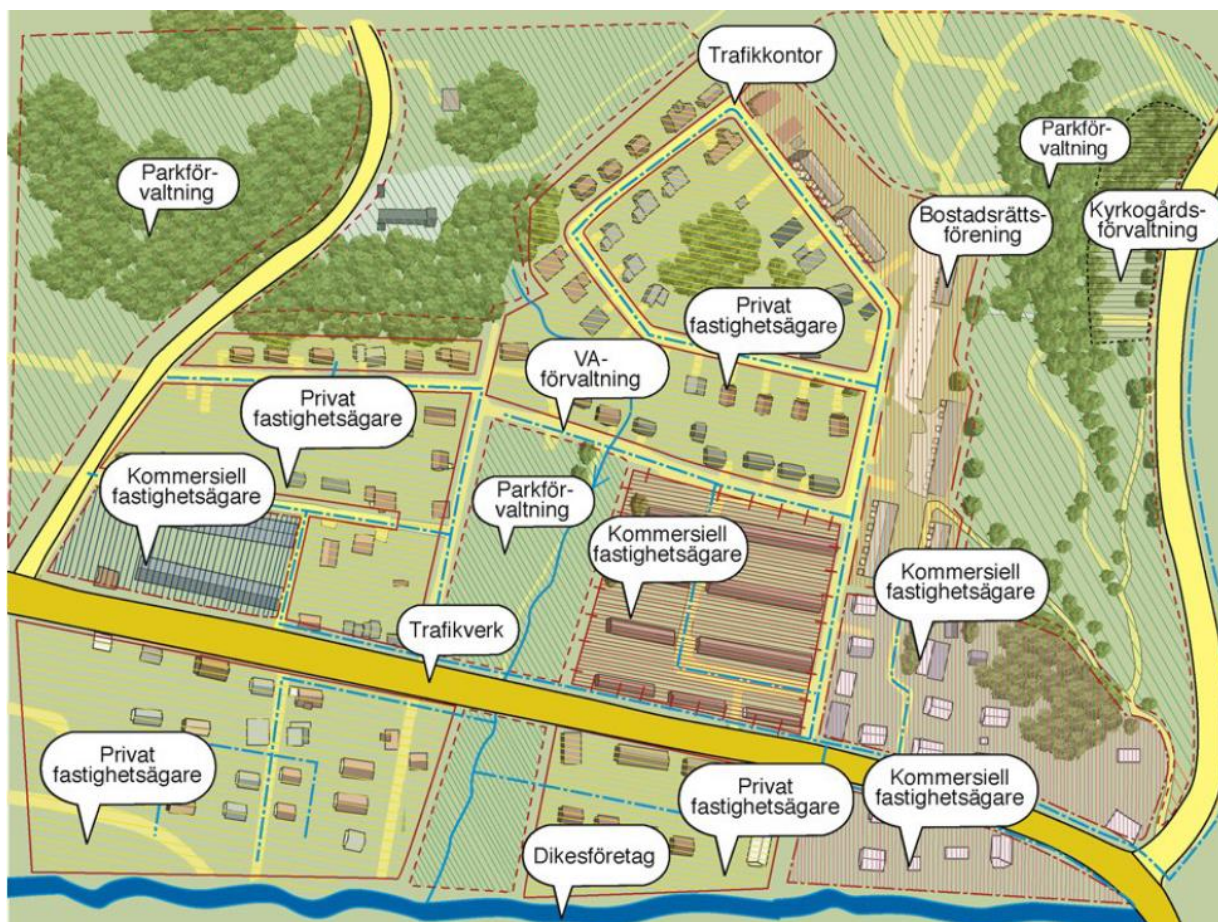 Trafikkontor
Parkför-
valtning
Parkför-
valtning
Kyrkogårds-
förvaltning
Bostadsrätts-
förening
Privat
fastighetsägare
VA-
förvaltning
Privat
fastighetsägare
Kommersiell
fastighetsägare
Parkför-
valtning
Kommersiell
fastighetsägare
Kommersiell
fastighetsägare
Trafikverk
Privat
fastighetsägare
Privat
fastighetsägare
Kommersiell
fastighetsägare
Dikesföretag